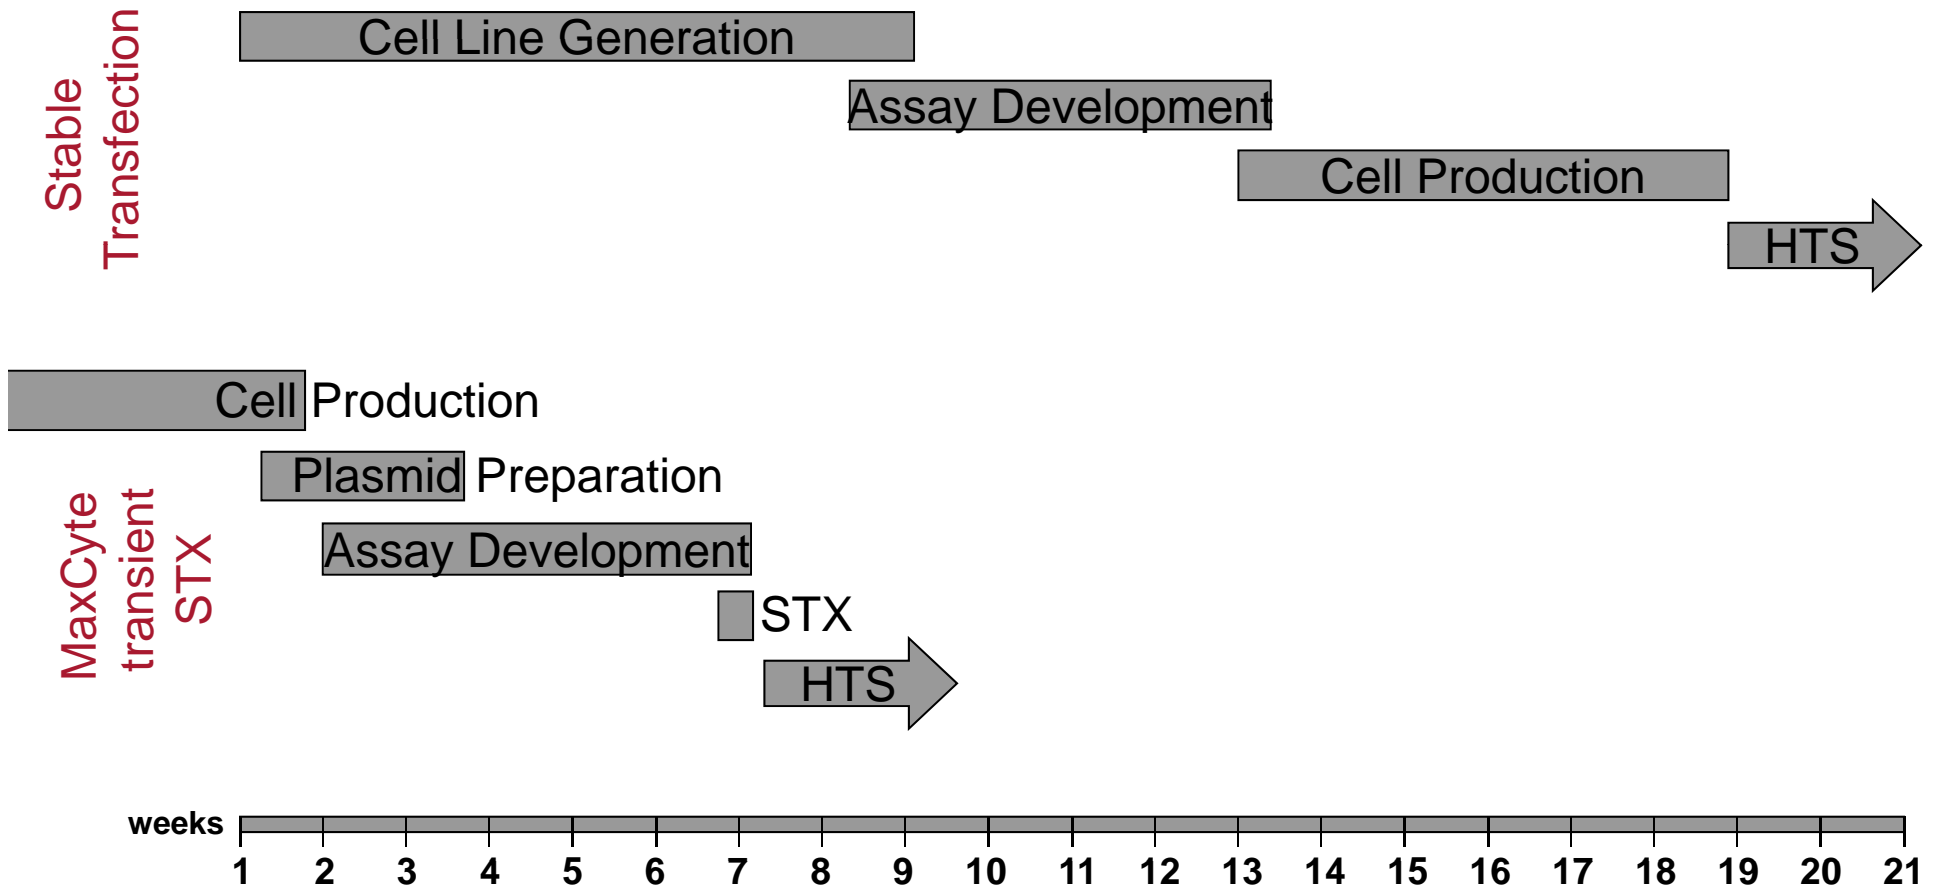 Stable
Transfection
Cell Line Generation
Assay Development
Cell Production
HTS
MaxCyte
transient
STX
Cell Production
Plasmid Preparation
Assay Development
STX
HTS
weeks
1 2 3 4 5 6 7 8 9 10 11 12 13 14 15 16 17 18 19 20 21